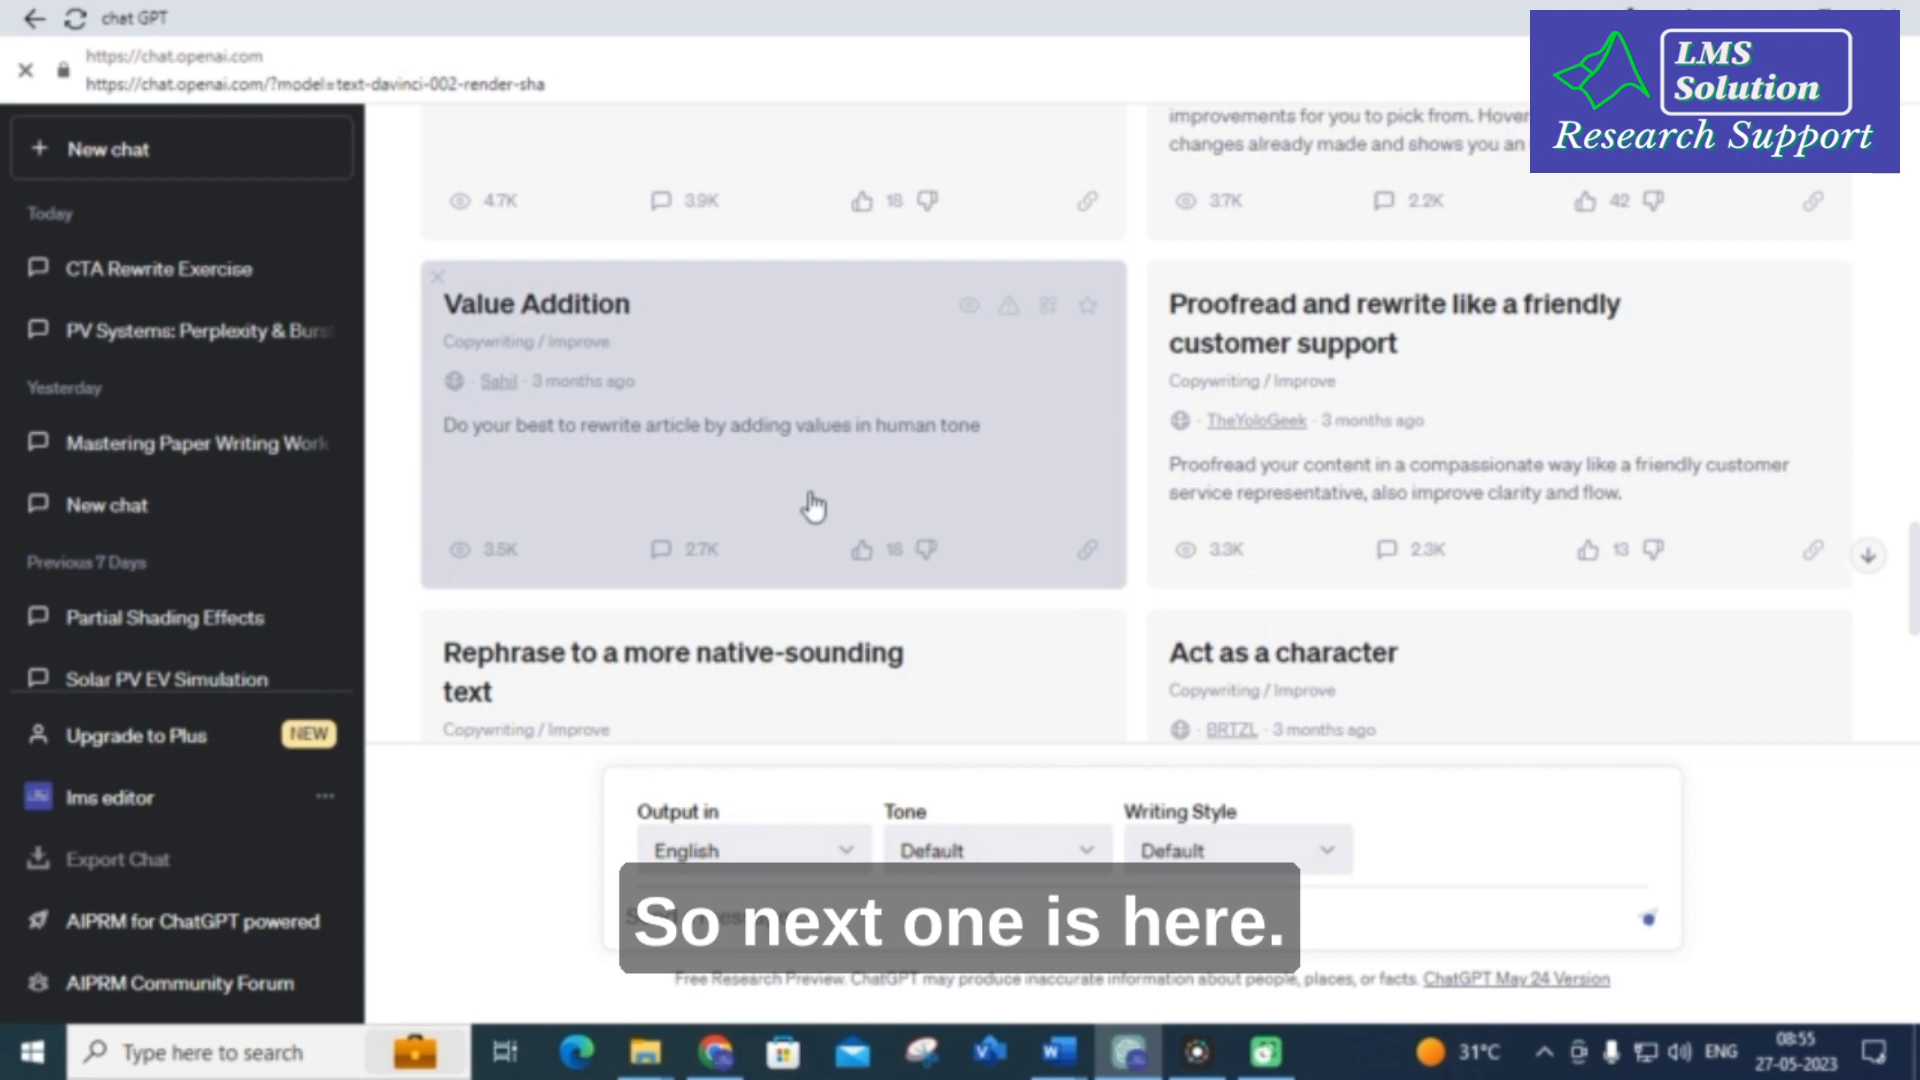 chat GPT
https://chat.openai.com
https://chat.openai.com/?model=text-davinci-002-render-sha
LMS
Solution
Research Support
New chat
Today
CTA Rewrite Exercise
PV Systems: Perplexity & Burs
Yesterday
Mastering Paper Writing Work
New chat
Previous 7 Days
Partial Shading Effects
Solar PV EV Simulation
Upgrade to Plus
NEW
lms editor
Export Chat
AIPRM for ChatGPT powered
AIPRM Community Forum
4.7K
3.9K
18
improvements for you to pick from. Hover
changes already made and shows you an
3.7K
2.2K
42
Value Addition
Copywriting / Improve
Sahil · 3 months ago
Do your best to rewrite article by adding values in human tone
3.5K
2.7K
18
Proofread and rewrite like a friendly
customer support
Copywriting / Improve
TheYoloGeek · 3 months ago
Proofread your content in a compassionate way like a friendly customer
service representative, also improve clarity and flow.
3.3K
2.3K
13
Rephrase to a more native-sounding
text
Copywriting / Improve
Act as a character
Copywriting / Improve
BRTZL · 3 months ago
Output in
Tone
Writing Style
English
Default
Default
So next one is here.
Free Research Preview. ChatGPT may produce inaccurate information about people, places, or facts. ChatGPT May 24 Version
Type here to search
31°C
ENG
08:55
27-05-2023